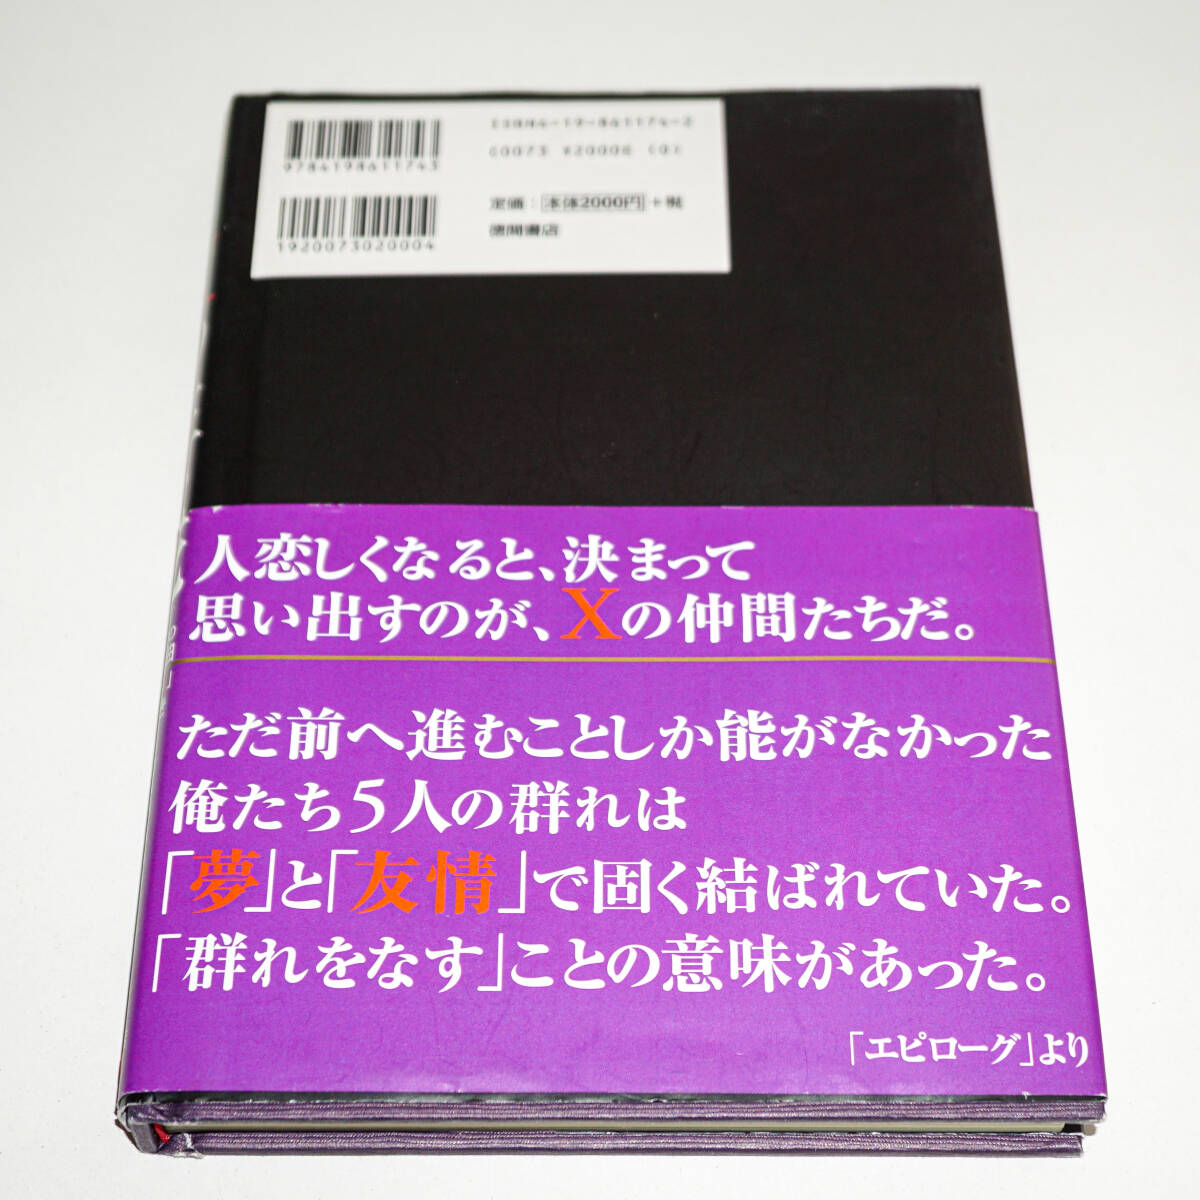 ISBN4-19-861174-2
C0073 ¥2000E (0)
9784198611743
定価:本体2000円+税
徳間書店
1920073020004
人恋しくなると、決まって
思い出すのが、Xの仲間たちだ。
ただ前へ進むことしか能がなかった
俺たち5人の群れは
「夢」と「友情」で固く結ばれていた。
「群れをなす」ことの意味があった。
「エピローグ」より